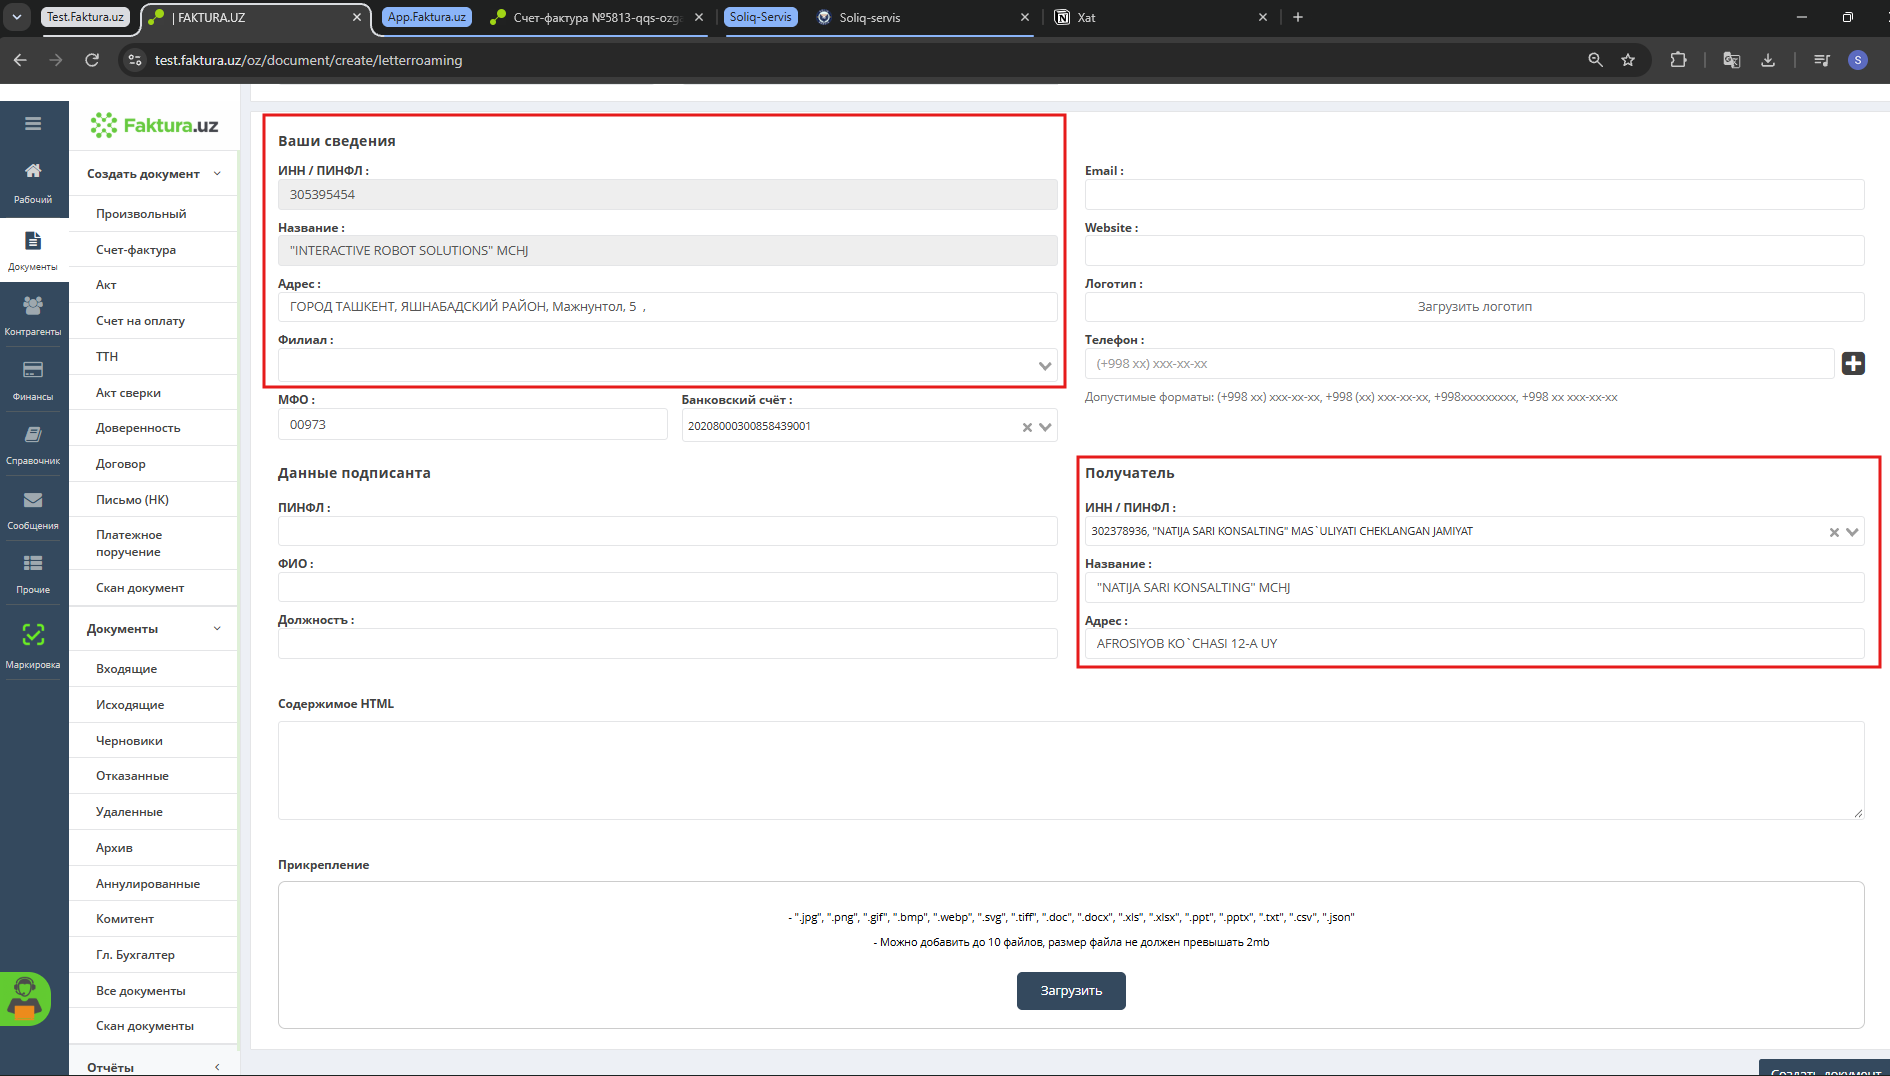 Test.Faktura.uz
| FAKTURA.UZ
App.Faktura.uz
Счет-фактура №5813-qqs-ozga
Soliq-Servis
Soliq-servis
Xat
test.faktura.uz/oz/document/create/letterroaming
S
Faktura.uz
Рабочий
Документы
Контрагенты
Финансы
Справочник
Сообщения
Прочие
Маркировка
Создать документ
Произвольный
Счет-фактура
Акт
Счет на оплату
ТТН
Акт сверки
Доверенность
Договор
Письмо (НК)
Платежное
поручение
Скан документ
Документы
Входящие
Исходящие
Черновики
Отказанные
Удаленные
Архив
Аннулированные
Комитент
Гл. Бухгалтер
Все документы
Скан документы
Отчёты
Ваши сведения
ИНН / ПИНФЛ :
305395454
Название :
"INTERACTIVE ROBOT SOLUTIONS" MCHJ
Адрес :
ГОРОД ТАШКЕНТ, ЯШНАБАДСКИЙ РАЙОН, Мажнунтол, 5 ,
Филиал :
МФО :
00973
Банковский счёт :
20208000300858439001
Email :
Website :
Логотип :
Загрузить логотип
Телефон :
(+998 xx) xxx-xx-xx
Допустимые форматы: (+998 xx) xxx-xx-xx, +998 (xx) xxx-xx-xx, +998xxxxxxxxx, +998 xx xxx-xx-xx
Данные подписанта
ПИНФЛ :
ФИО :
Должностъ :
Получатель
ИНН / ПИНФЛ :
302378936, "NATIJA SARI KONSALTING" MAS`ULIYATI CHEKLANGAN JAMIYAT
Название :
"NATIJA SARI KONSALTING" MCHJ
Адрес :
AFROSIYOB KO`CHASI 12-A UY
Содержимое HTML
Прикрепление
- ".jpg", ".png", ".gif", ".bmp", ".webp", ".svg", ".tiff", ".doc", ".docx", ".xls", ".xlsx", ".ppt", ".pptx", ".txt", ".csv", ".json"
- Можно добавить до 10 файлов, размер файла не должен превышать 2mb
Загрузить
Создать документ